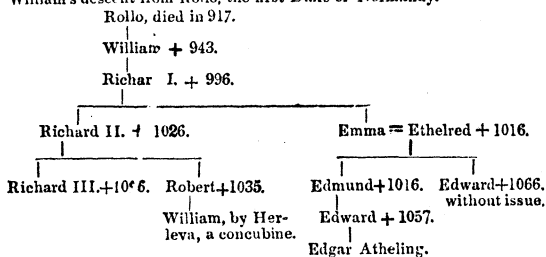 William's descent from Rollo, the first Duke of Normandy.
Rollo, died in 917.
William + 943.
Richar I. + 996.
Richard II. + 1026.
Emma = Ethelred + 1016.
Richard III.+
Robert+1035.
Edmund+1016.
Edward+1066.
without issue.
William, by Her-
leva, a concubine.
Edward + 1057.
Edgar Atheling.